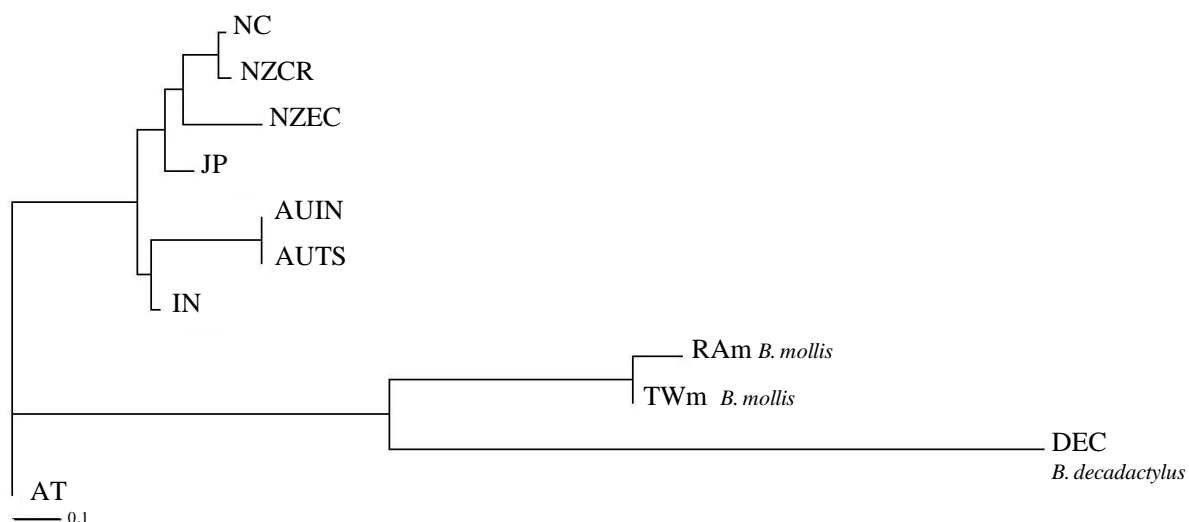 NC
NZCR
NZEC
JP
AUIN
AUTS
IN
RAm B. mollis
TWm B. mollis
DEC
B. decadactylus
AT
0.1